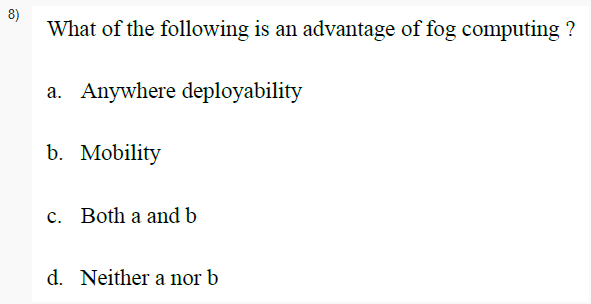 8)
What of the following is an advantage of fog computing ?
a. Anywhere deployability
b. Mobility
c. Both a and b
d. Neither a nor b